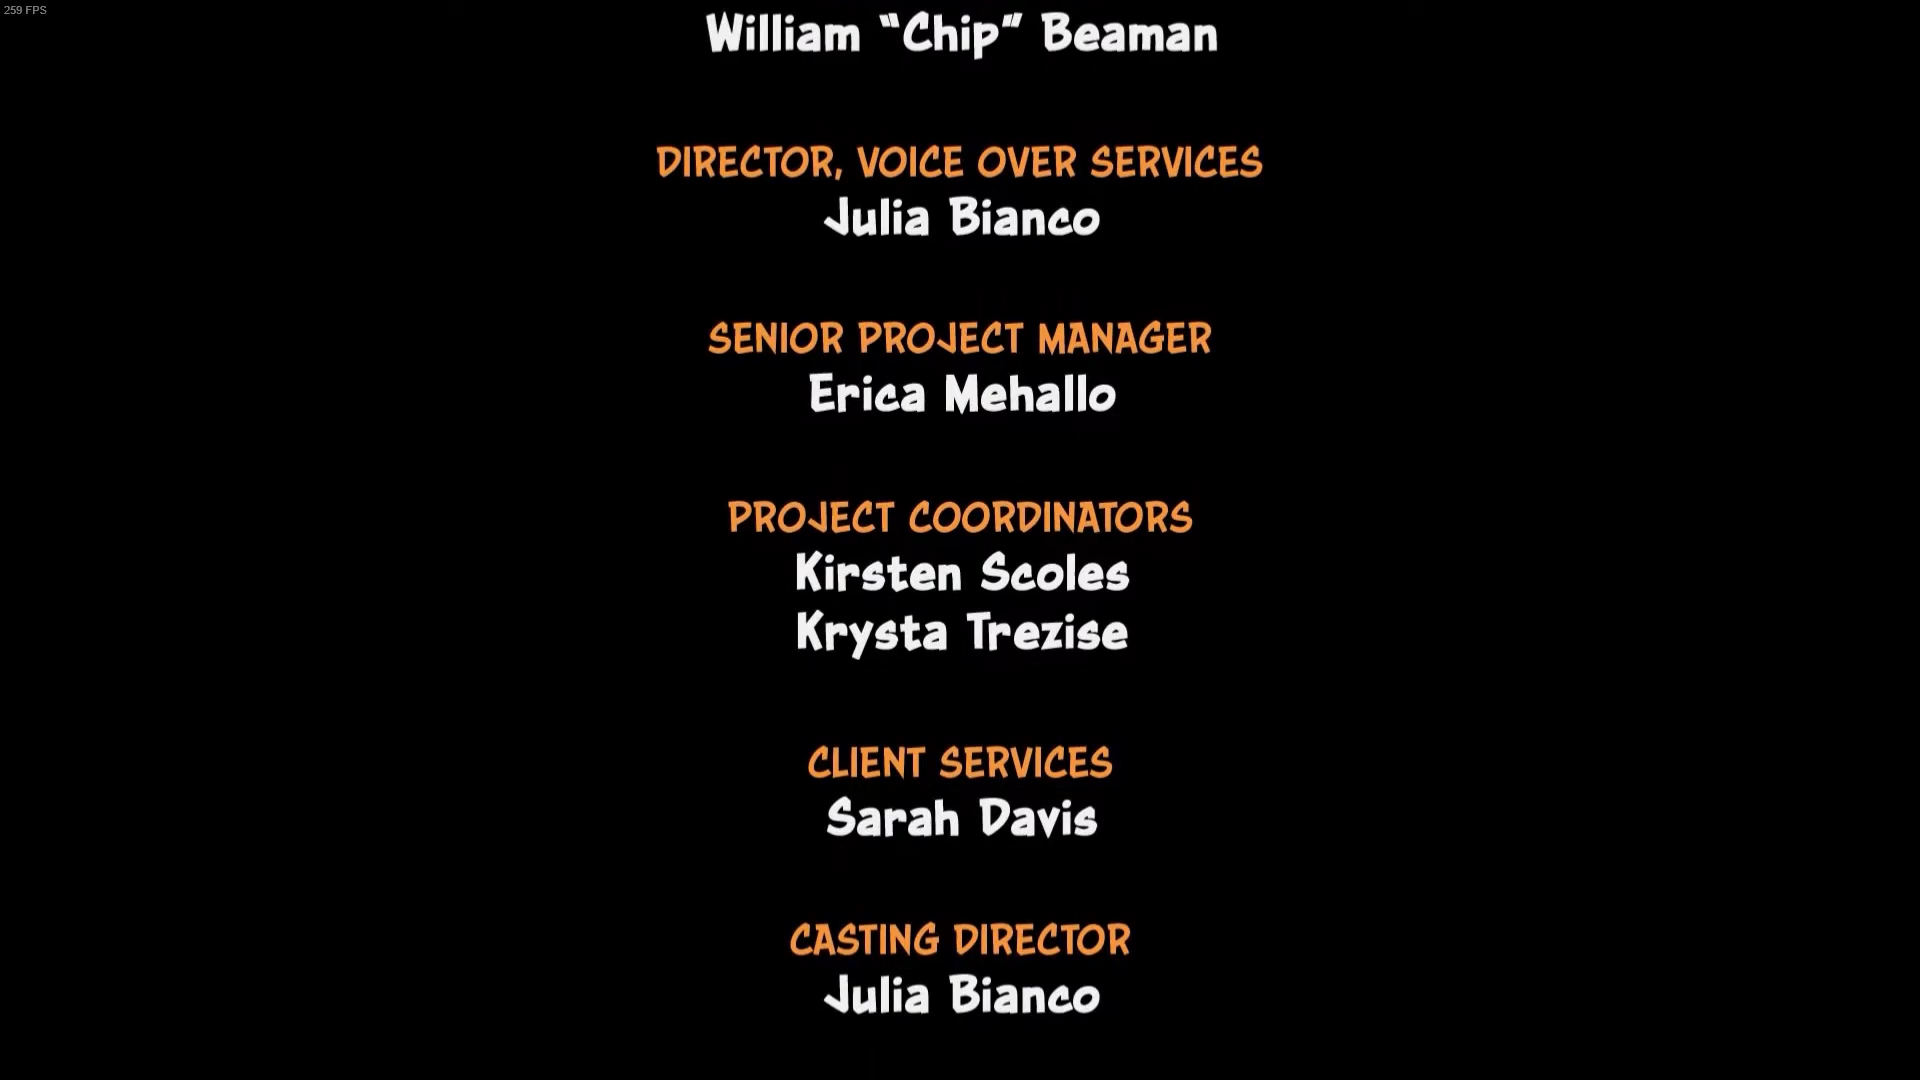 259 FPS
William “Chip” Beaman
DIRECTOR, VOICE OVER SERVICES
Julia Bianco
SENIOR PROJECT MANAGER
Erica Mehallo
PROJECT COORDINATORS
Kirsten Scoles
Krysta Trezise
CLIENT SERVICES
Sarah Davis
CASTING DIRECTOR
Julia Bianco